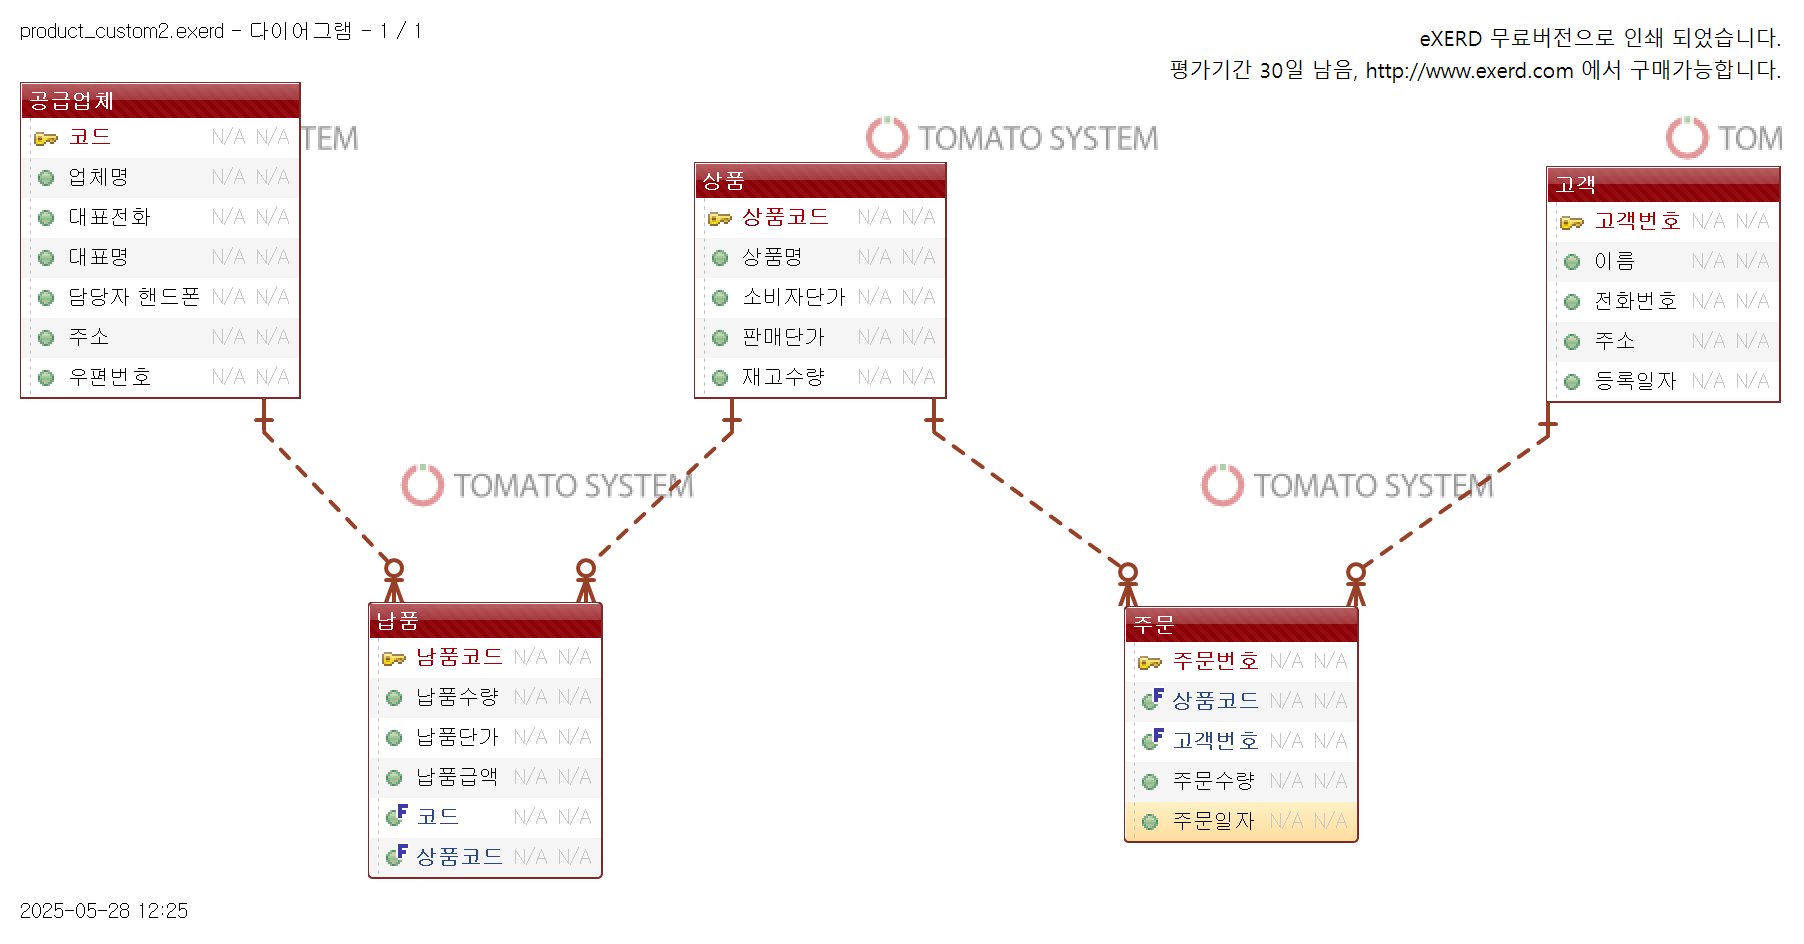 product_custom2.exerd - 다이어그램 - 1 / 1
eXERD 무료버전으로 인쇄 되었습니다.
평가기간 30일 남음, http://www.exerd.com 에서 구매가능합니다.
공급업체
코드 N/A N/A
업체명 N/A N/A
대표전화 N/A N/A
대표명 N/A N/A
담당자 핸드폰 N/A N/A
주소 N/A N/A
우편번호 N/A N/A
TEM
TOMATO SYSTEM
TOM
상품
상품코드 N/A N/A
상품명 N/A N/A
소비자단가 N/A N/A
판매단가 N/A N/A
재고수량 N/A N/A
고객
고객번호 N/A N/A
이름 N/A N/A
전화번호 N/A N/A
주소 N/A N/A
등록일자 N/A N/A
TOMATO SYSTEM
TOMATO SYSTEM
납품
남품코드 N/A N/A
납품수량 N/A N/A
납품단가 N/A N/A
납품급액 N/A N/A
코드 N/A N/A
상품코드 N/A N/A
주문
주문번호 N/A N/A
상품코드 N/A N/A
고객번호 N/A N/A
주문수량 N/A N/A
주문일자 N/A N/A
2025-05-28 12:25